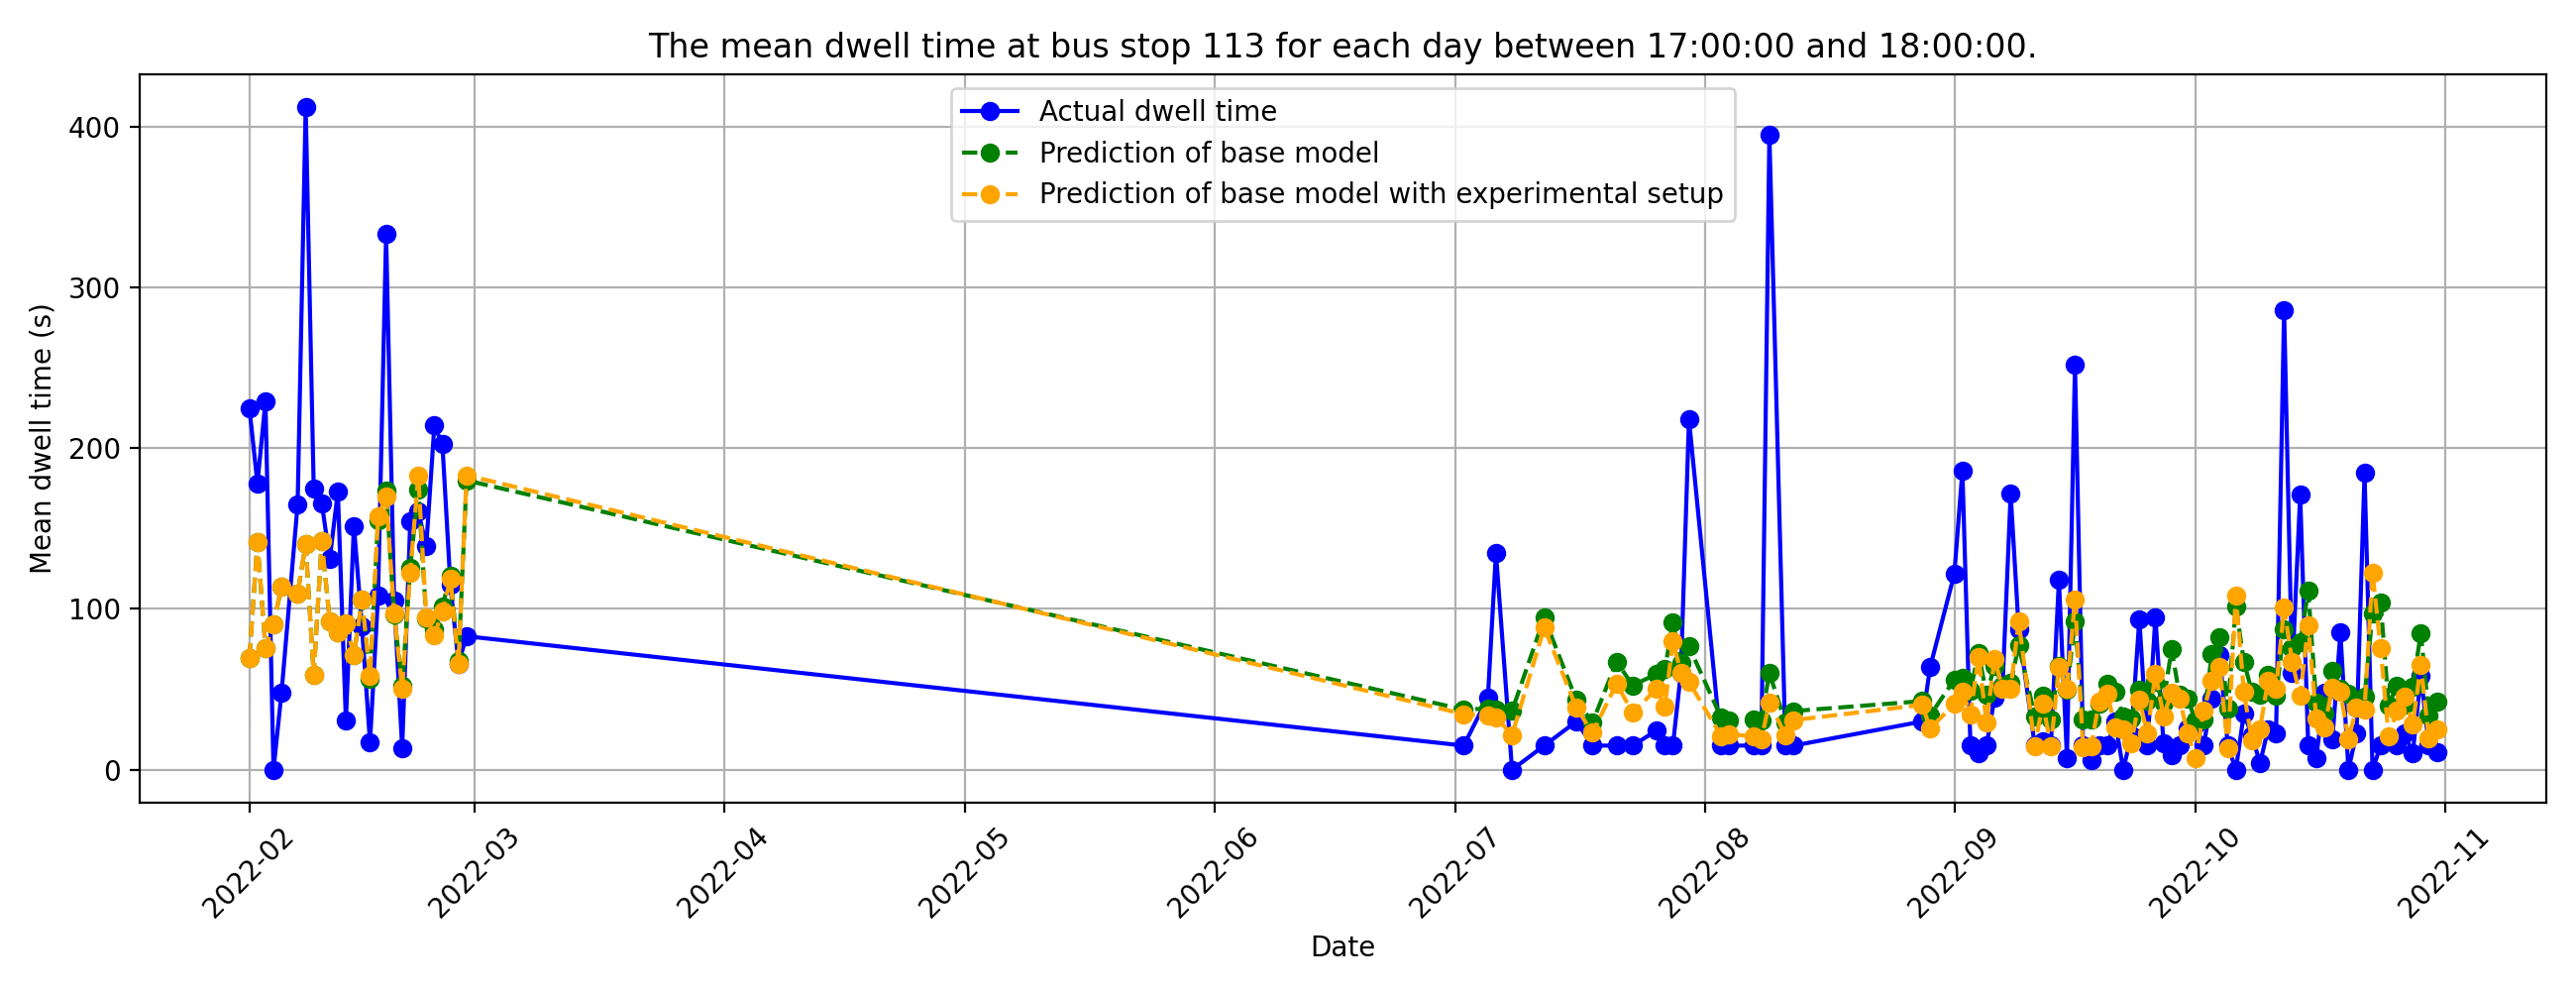 The mean dwell time at bus stop 113 for each day between 17:00:00 and 18:00:00.
Actual dwell time
Prediction of base model
Prediction of base model with experimental setup
Mean dwell time (s)
400
300
200
100
0
2022-02
2022-03
2022-04
2022-05
2022-06
2022-07
2022-08
2022-09
2022-10
2022-11
Date